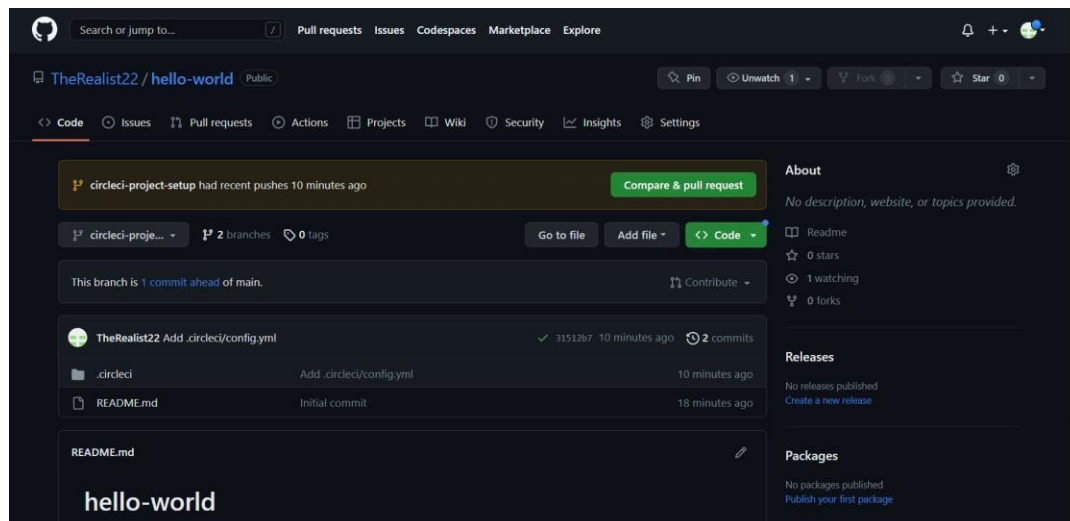 Search or jump to... / Pull requests Issues Codespaces Marketplace Explore
TheRealist22 / hello-world Public
Pin Unwatch 1 Fork 0 Star 0
<> Code Issues Pull requests Actions Projects Wiki Security Insights Settings
circleci-project-setup had recent pushes 10 minutes ago Compare & pull request
circleci-proje... 2 branches 0 tags Go to file Add file <> Code
This branch is 1 commit ahead of main. Contribute
TheRealist22 Add .circleci/config.yml 31512b7 10 minutes ago 2 commits
.circleci Add .circleci/config.yml 10 minutes ago
README.md Initial commit 18 minutes ago
README.md
hello-world
About
No description, website, or topics provided.
Readme
0 stars
1 watching
0 forks
Releases
No releases published
Create a new release
Packages
No packages published
Publish your first package